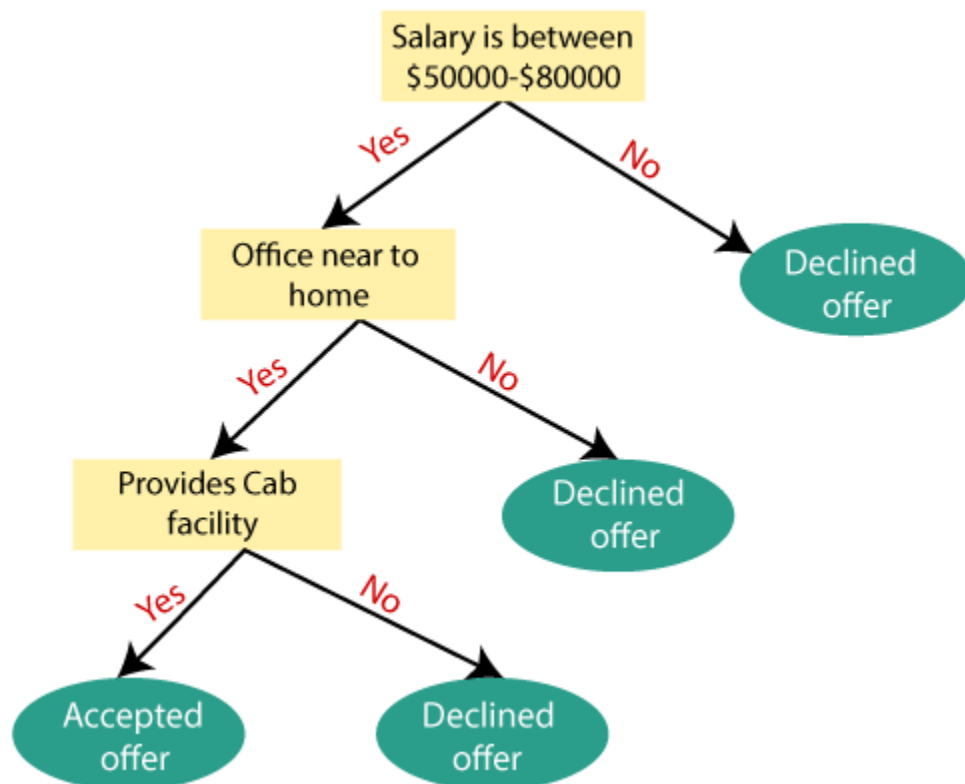 Salary is between
$50000-$80000
Yes
No
Office near to
home
Declined
offer
Yes
No
Provides Cab
facility
Declined
offer
Yes
No
Accepted
offer
Declined
offer